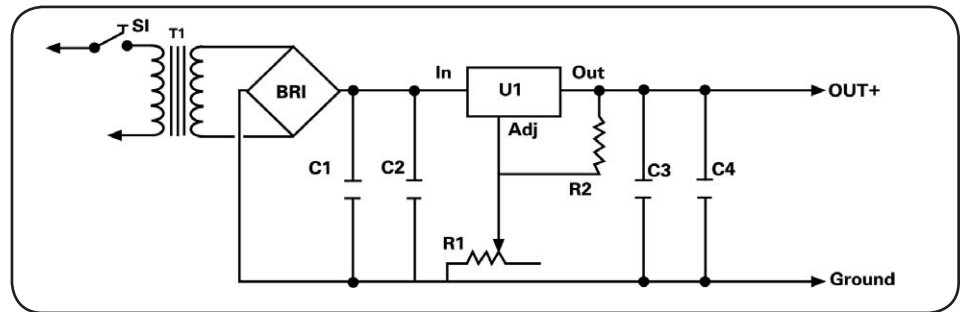 SI
T1
BRI
In
U1
Out
Adj
OUT+
C1
C2
R2
C3
C4
R1
Ground